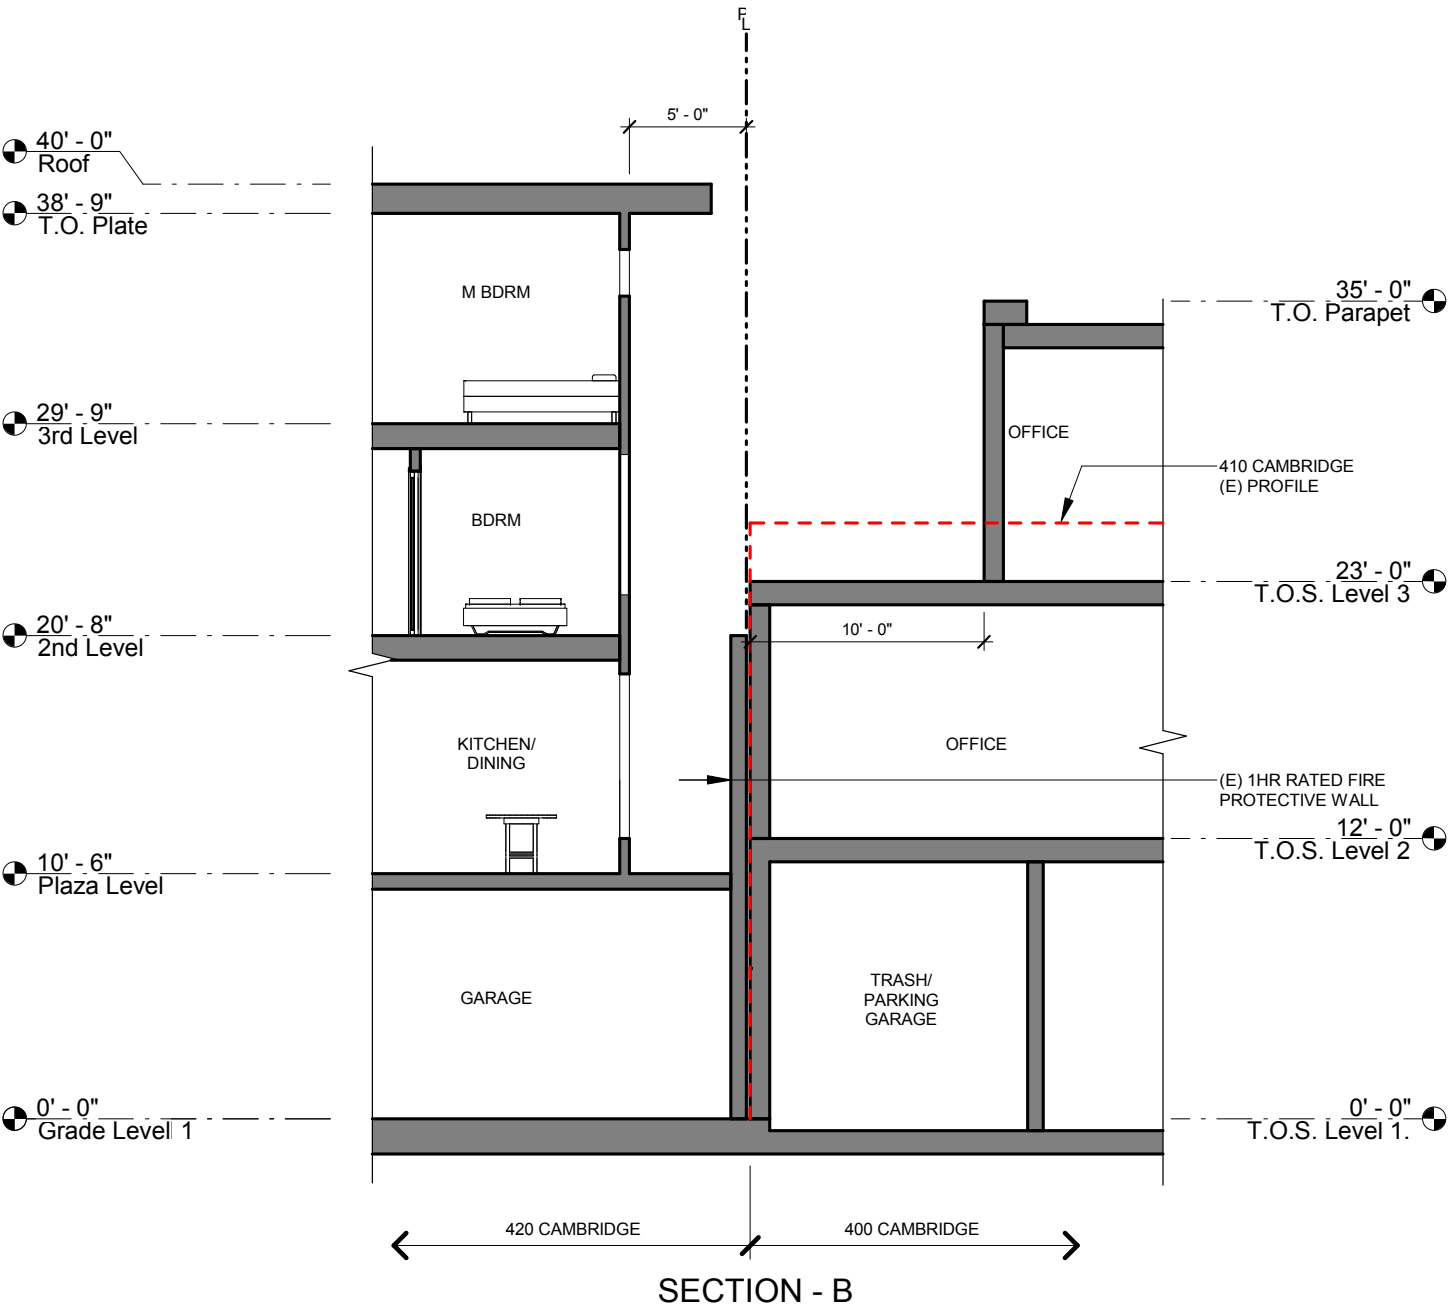 PL
5' - 0"
40' - 0"
Roof
38' - 9"
T.O. Plate
M BDRM
35' - 0"
T.O. Parapet
29' - 9"
3rd Level
OFFICE
410 CAMBRIDGE
(E) PROFILE
BDRM
23' - 0"
T.O.S. Level 3
20' - 8"
2nd Level
10' - 0"
KITCHEN/
DINING
OFFICE
(E) 1HR RATED FIRE
PROTECTIVE WALL
12' - 0"
T.O.S. Level 2
10' - 6"
Plaza Level
GARAGE
TRASH/
PARKING
GARAGE
0' - 0"
Grade Level 1
0' - 0"
T.O.S. Level 1.
420 CAMBRIDGE
400 CAMBRIDGE
SECTION - B